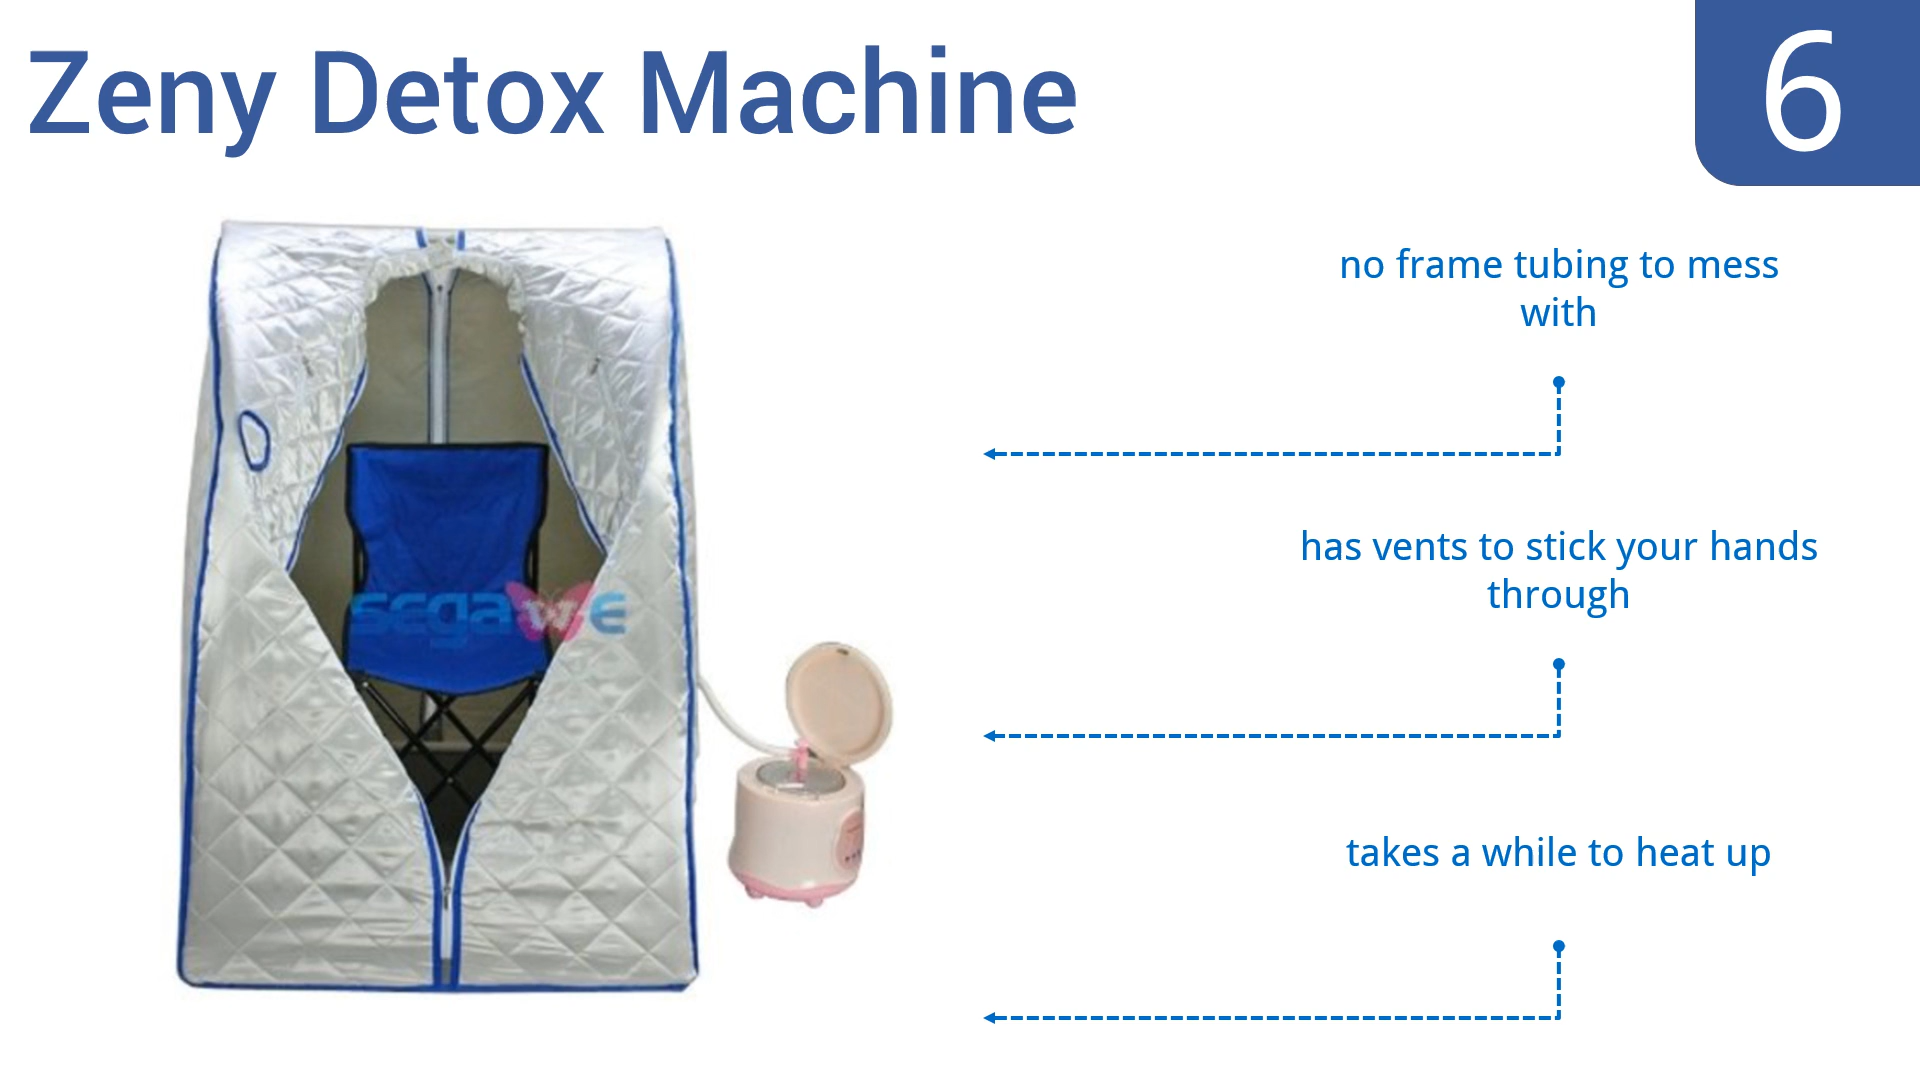 Zeny Detox Machine
6
no frame tubing to mess
with
has vents to stick your hands
through
segawe
takes a while to heat up